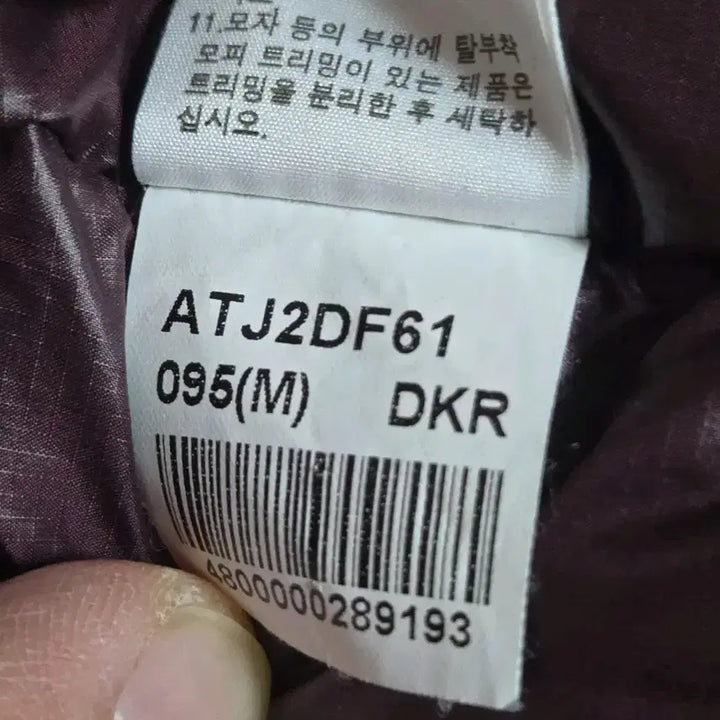 11.모자 등의 부위에 탈부착
모피 트리밍이 있는 제품은
트리밍을 분리한 후 세탁하
십시오.
ATJ2DF61
095(M) DKR
4800000289193